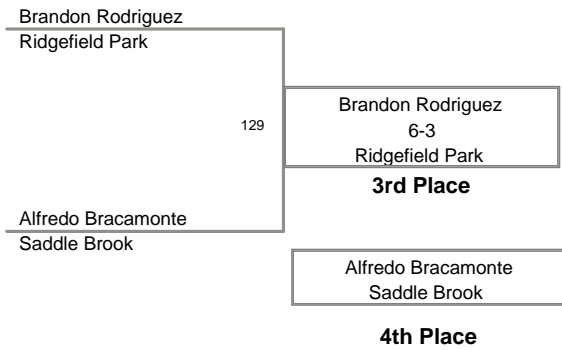 Brandon Rodriguez
Ridgefield Park
129
Brandon Rodriguez
6-3
Ridgefield Park
3rd Place
Alfredo Bracamonte
Saddle Brook
Alfredo Bracamonte
Saddle Brook
4th Place